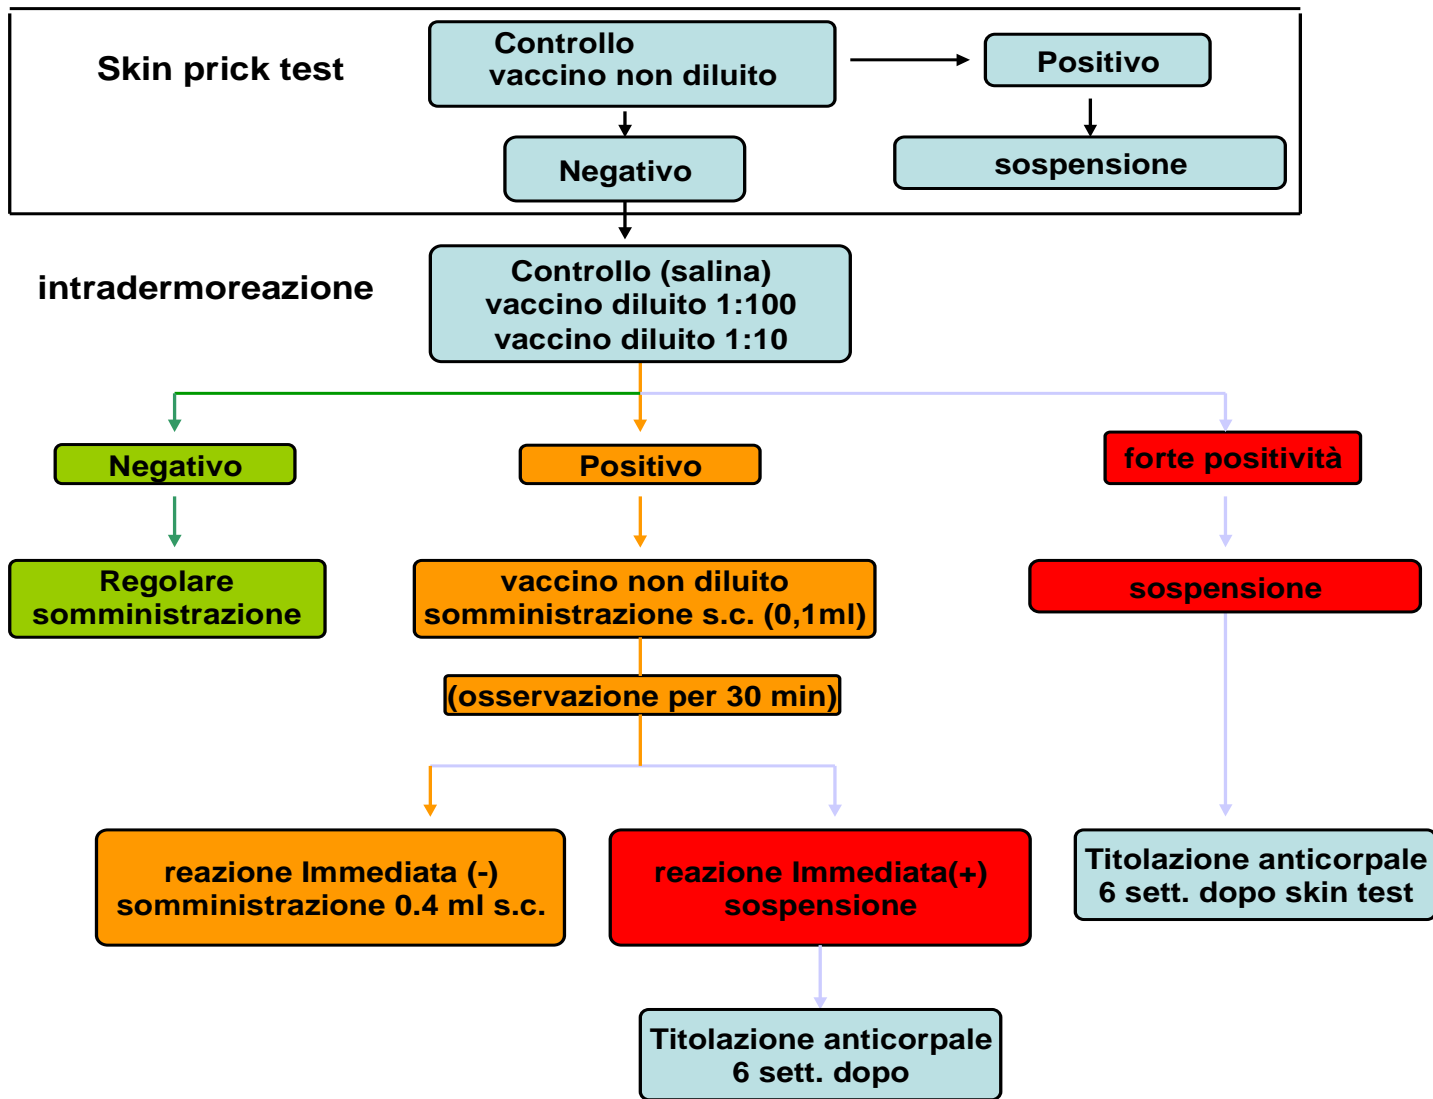 Skin prick test
Controllo
vaccino non diluito
Positivo
Negativo
sospensione
intradermoreazione
Controllo (salina)
vaccino diluito 1:100
vaccino diluito 1:10
Negativo
Positivo
forte positività
Regolare
somministrazione
vaccino non diluito
somministrazione s.c. (0,1ml)
sospensione
(osservazione per 30 min)
reazione Immediata (-)
somministrazione 0.4 ml s.c.
reazione Immediata(+)
sospensione
Titolazione anticorpale
6 sett. dopo skin test
Titolazione anticorpale
6 sett. dopo